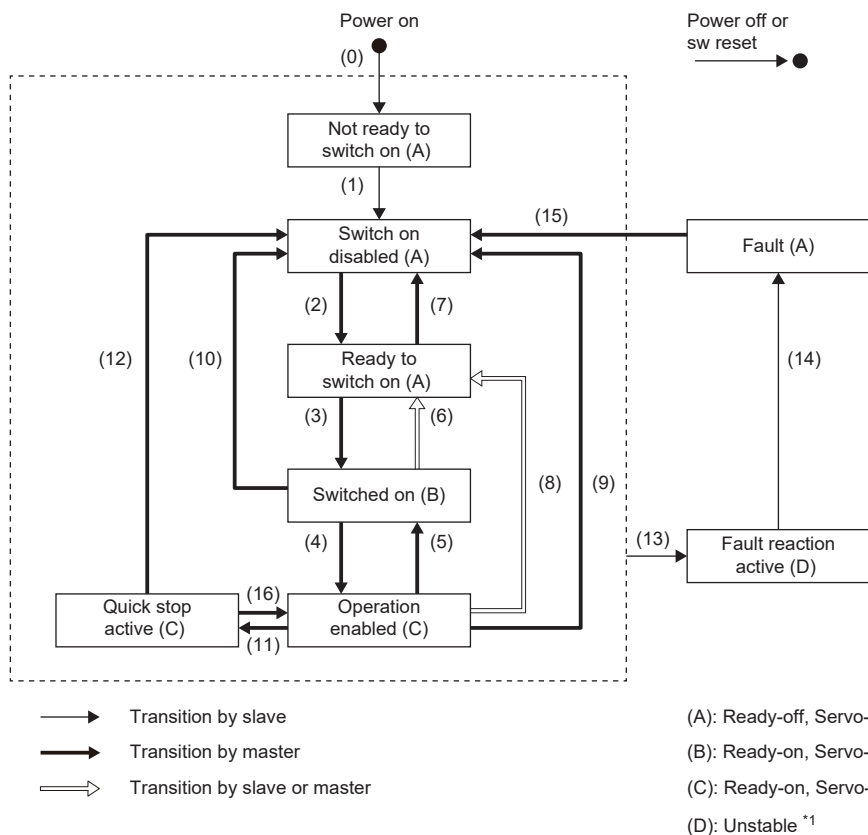 Power on
Power off or
sw reset
(0)
Not ready to
switch on (A)
(1)
(15)
Switch on
disabled (A)
Fault (A)
(2)
(7)
(12)
(10)
Ready to
switch on (A)
(14)
(3)
(6)
(8)
(9)
Switched on (B)
(4)
(5)
(13)
Fault reaction
active (D)
Quick stop
active (C)
(16)
(11)
Operation
enabled (C)
Transition by slave
Transition by master
Transition by slave or master
(A): Ready-off, Servo-
(B): Ready-on, Servo-
(C): Ready-on, Servo-
(D): Unstable *1